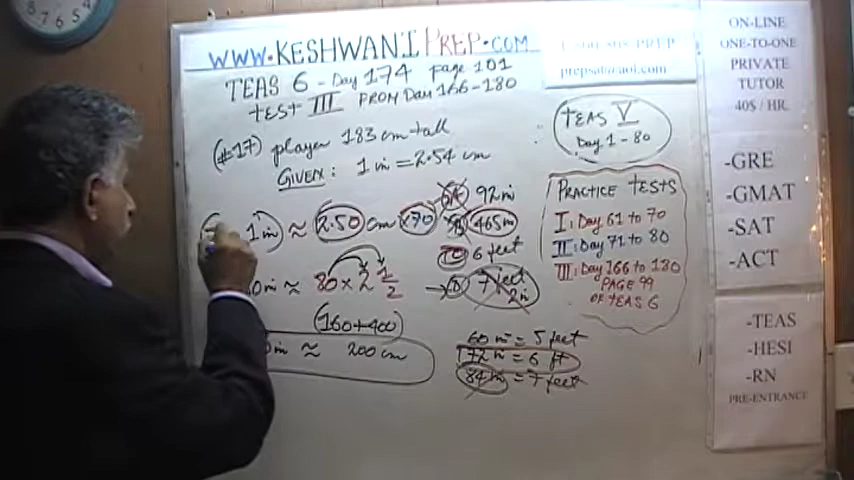 WWW.KESHWANIPREP.COM
TEAS 6 - Day 174 Page 101
TEST III FROM Day 166-180
prepsat@aol.com
(#17) player 183 cm-tall
GIVEN: 1 in = 2.54 cm
1 in ≈ 2.50 cm ×70
80 × 2 1/2
≈ 200 cm
92 in
465 in
6 feet
7 feet
2 in
60 in = 5 feet
72 in = 6 ft
84 in = 7 feet
TEAS V
Day 1-80
PRACTICE TESTS
I: Day 61 to 70
II: Day 71 to 80
III: Day 166 to 180
PAGE 99
OF TEAS 6
ON-LINE
ONE-TO-ONE
PRIVATE
TUTOR
40$ / HR.
-GRE
-GMAT
-SAT
-ACT
-TEAS
-HESI
-RN
PRE-ENTRANCE
8
7
6
5
4